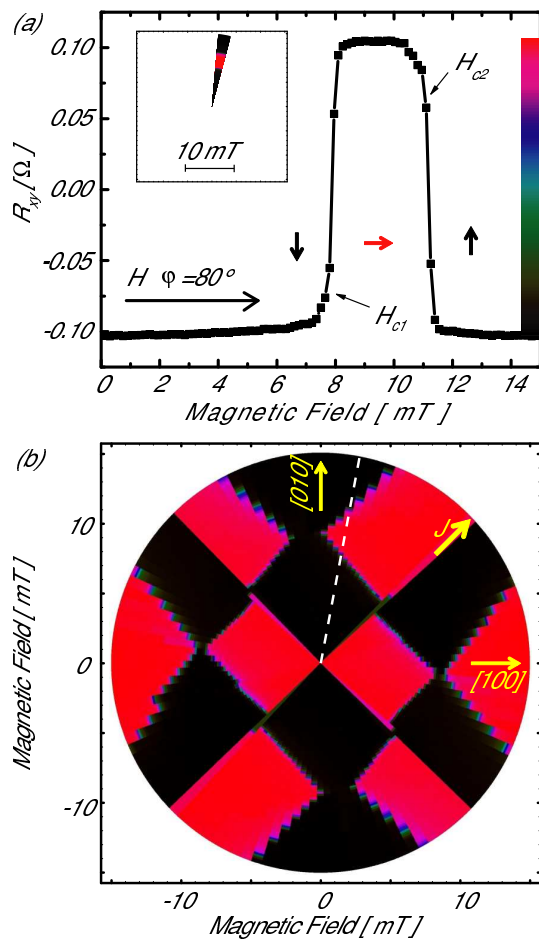 (a)
0.10
0.05
0.00
-0.05
-0.10
R_xy [Ω]
10 mT
H_c2
H φ =80°
H_c1
0 2 4 6 8 10 12 14
Magnetic Field [ mT ]
(b)
[010]
J
[100]
10
0
-10
Magnetic Field [ mT ]
-10 0 10
Magnetic Field [ mT ]